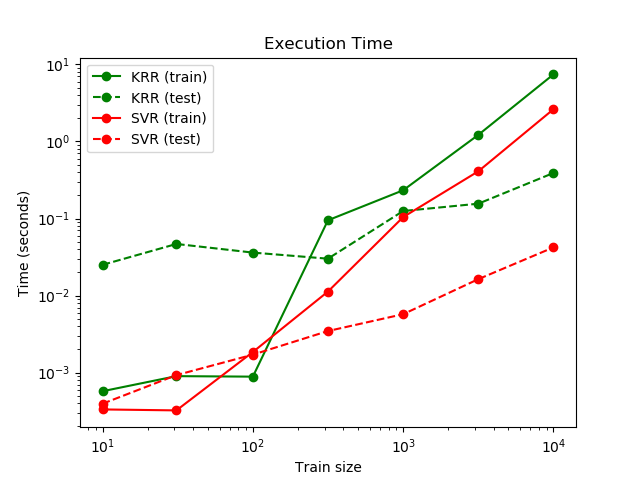 Execution Time
KRR (train)
KRR (test)
SVR (train)
SVR (test)
Time (seconds)
10¹
10⁰
10⁻¹
10⁻²
10⁻³
10¹ 10² 10³ 10⁴
Train size